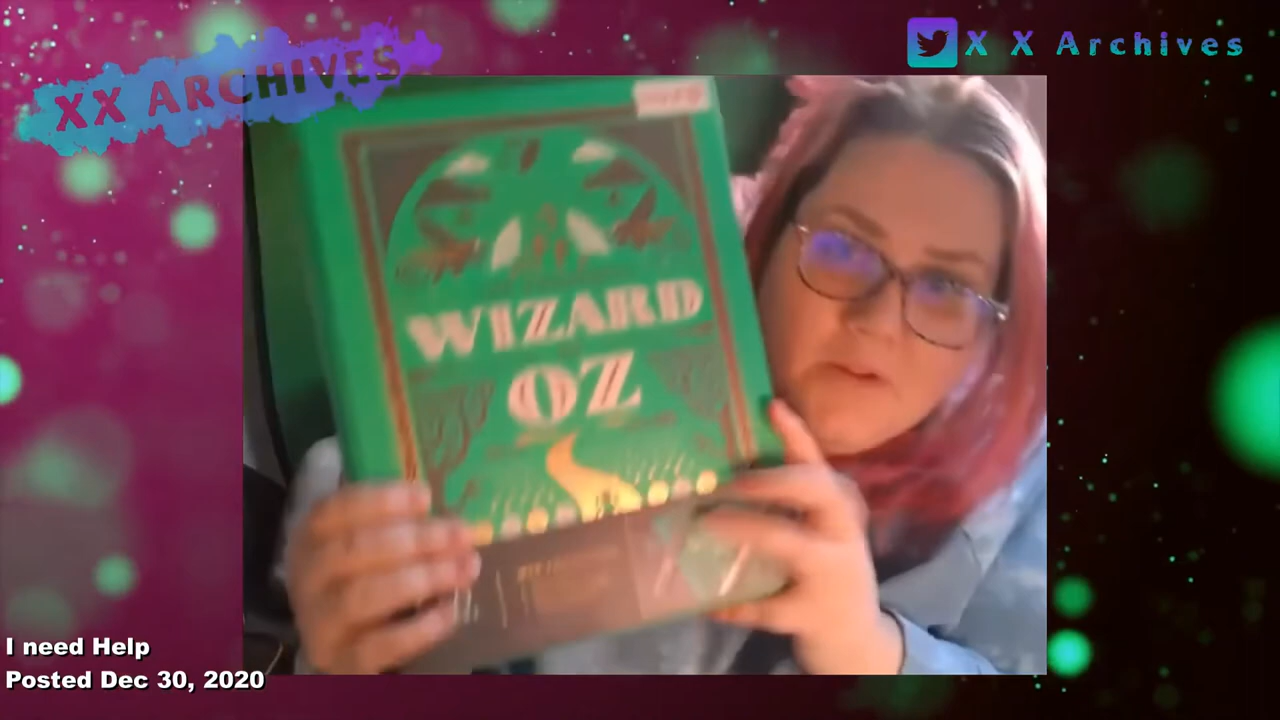 XX ARCHIVES
X X Archives
WIZARD
OZ
I need Help
Posted Dec 30, 2020